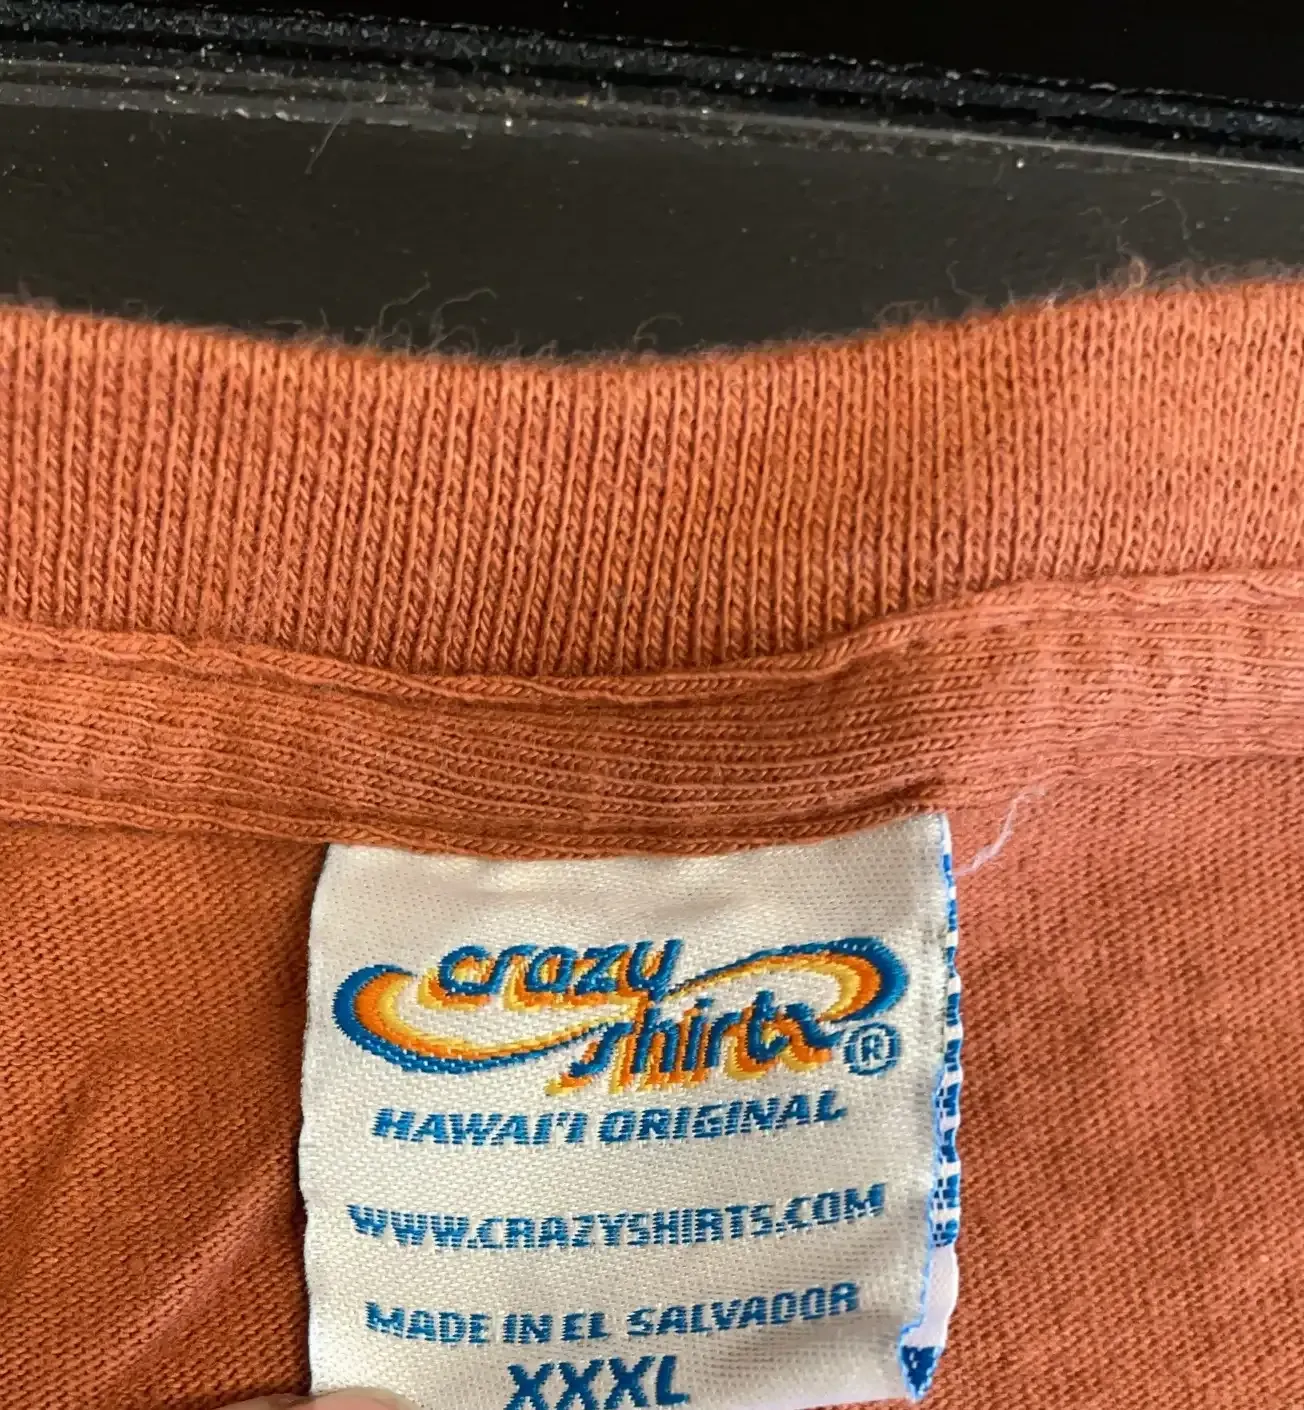 crazy
shirts®
HAWAI'I ORIGINAL
WWW.CRAZYSHIRTS.COM
MADE IN EL SALVADOR
XXXL